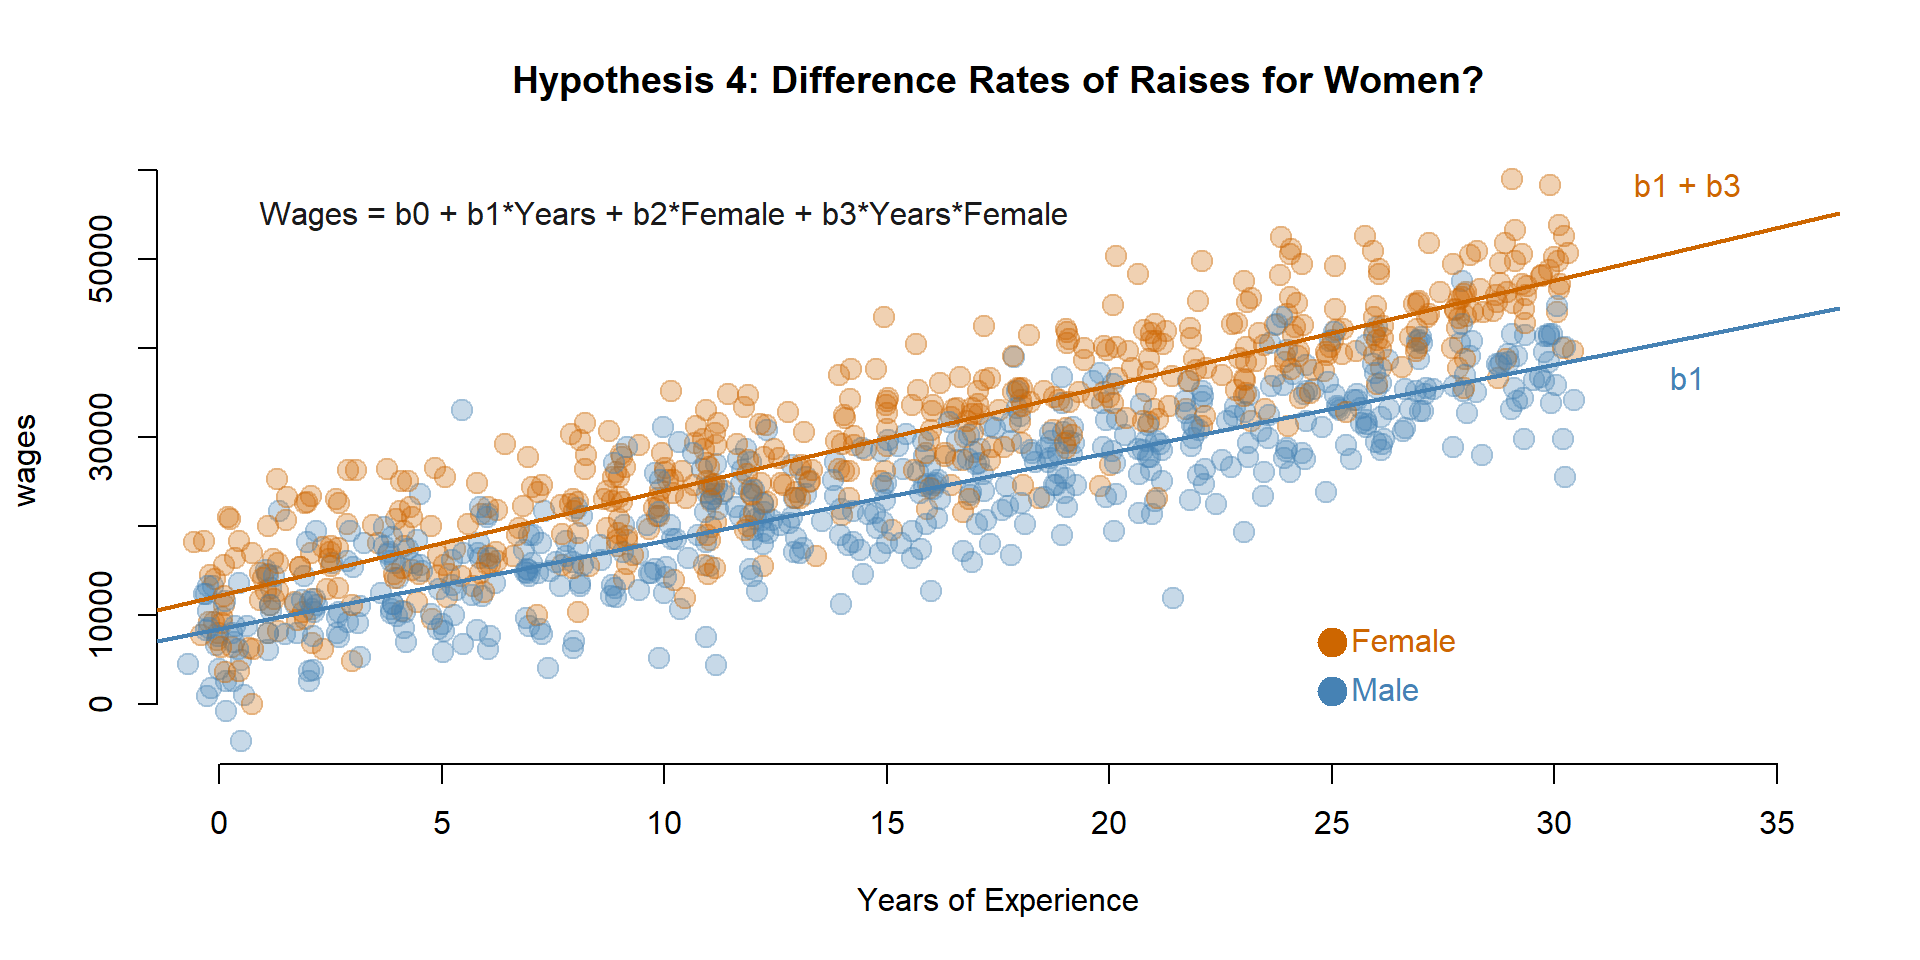 Hypothesis 4: Difference Rates of Raises for Women?
b1 + b3
Wages = b0 + b1*Years + b2*Female + b3*Years*Female
50000
30000
10000
0
wages
b1
Female
Male
0 5 10 15 20 25 30 35
Years of Experience